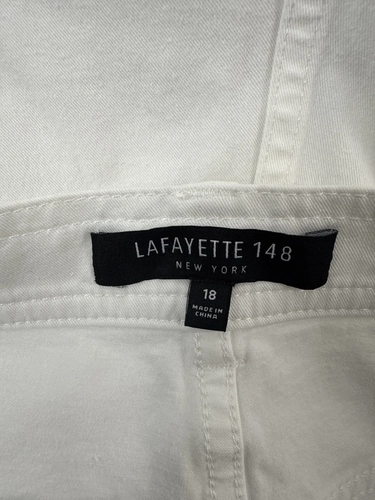 LAFAYETTE 148
NEW YORK
18
MADE IN
CHINA